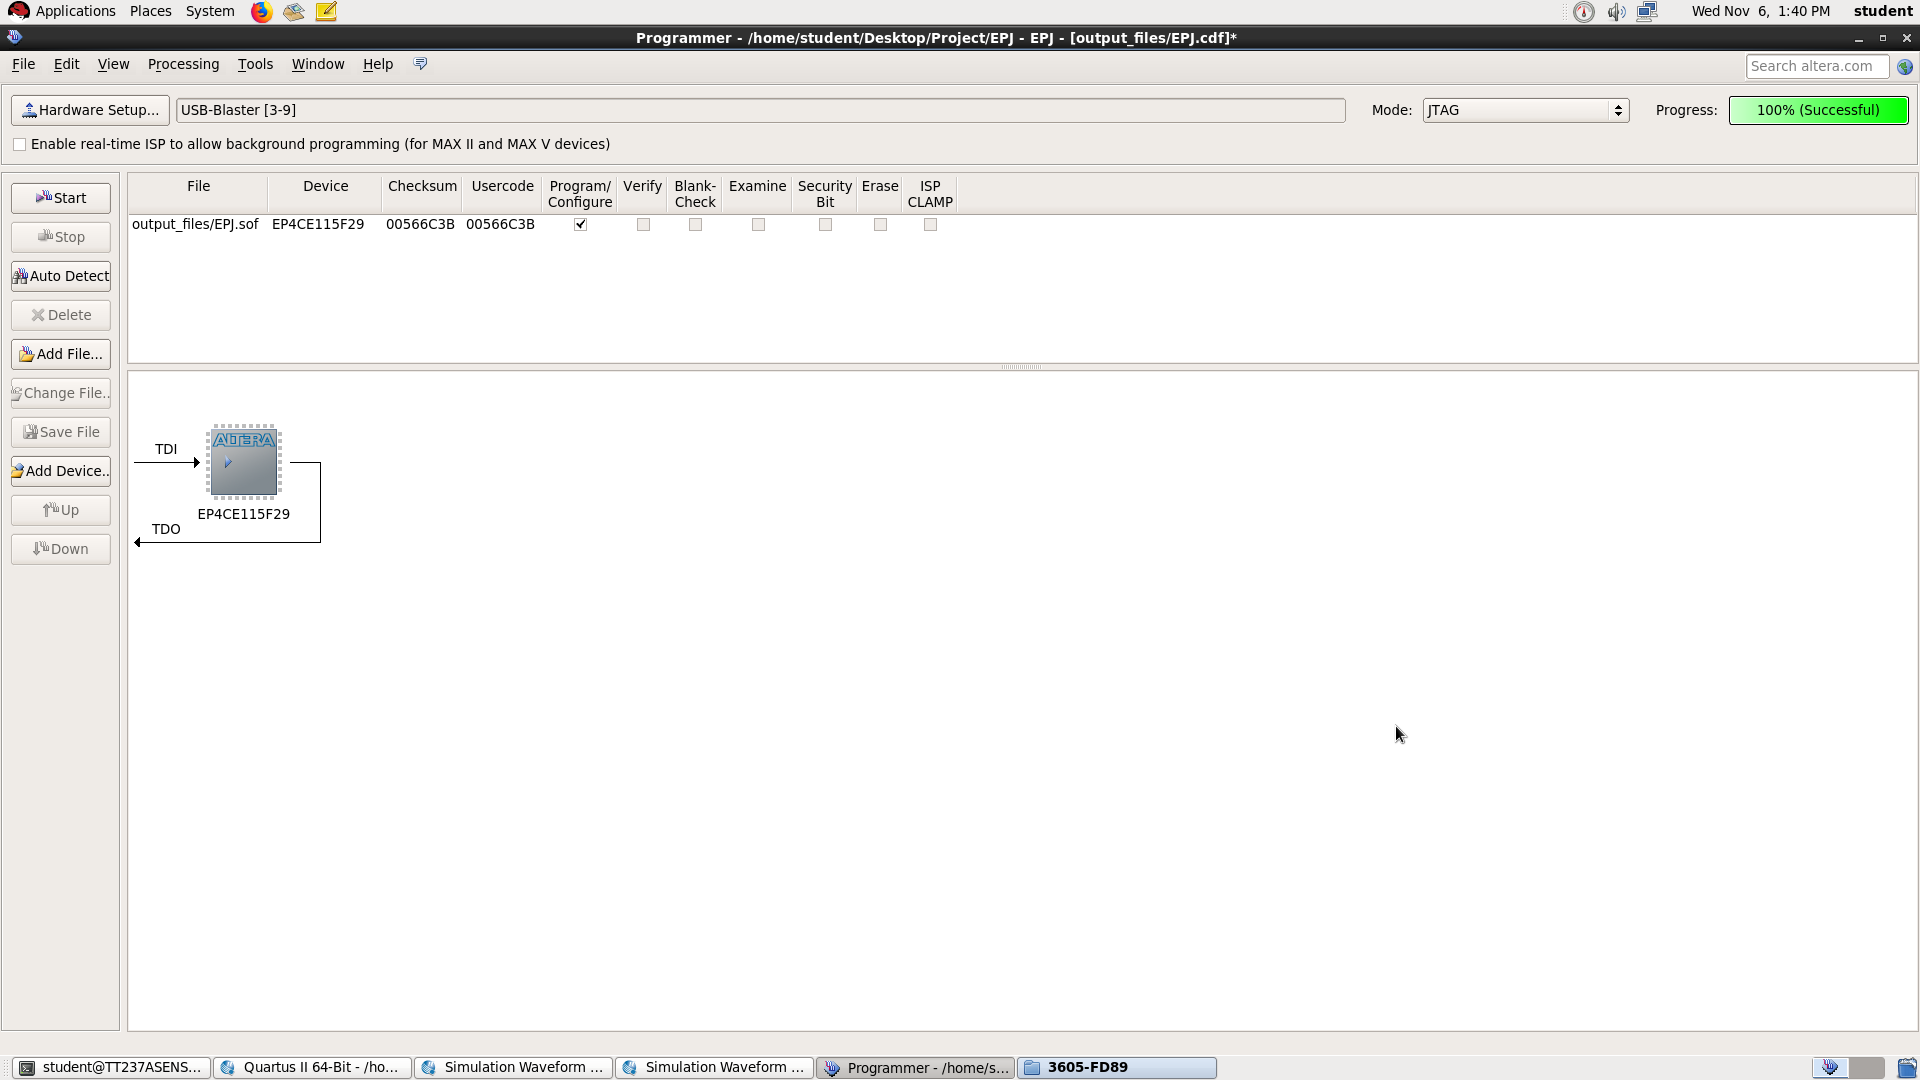 Applications Places System Wed Nov 6, 1:40 PM student
Programmer - /home/student/Desktop/Project/EPJ - EPJ - [output_files/EPJ.cdf]*
File Edit View Processing Tools Window Help Search altera.com
Hardware Setup... USB-Blaster [3-9] Mode: JTAG Progress: 100% (Successful)
Enable real-time ISP to allow background programming (for MAX II and MAX V devices)
File Device Checksum Usercode Program/ Configure Verify Blank- Check Examine Security Bit Erase ISP CLAMP
output_files/EPJ.sof EP4CE115F29 00566C3B 00566C3B
Start
Stop
Auto Detect
Delete
Add File...
Change File..
Save File
Add Device..
Up
Down
ALTERA
TDI
EP4CE115F29
TDO
student@TT237ASENS... Quartus II 64-Bit - /ho... Simulation Waveform ... Simulation Waveform ... Programmer - /home/s... 3605-FD89